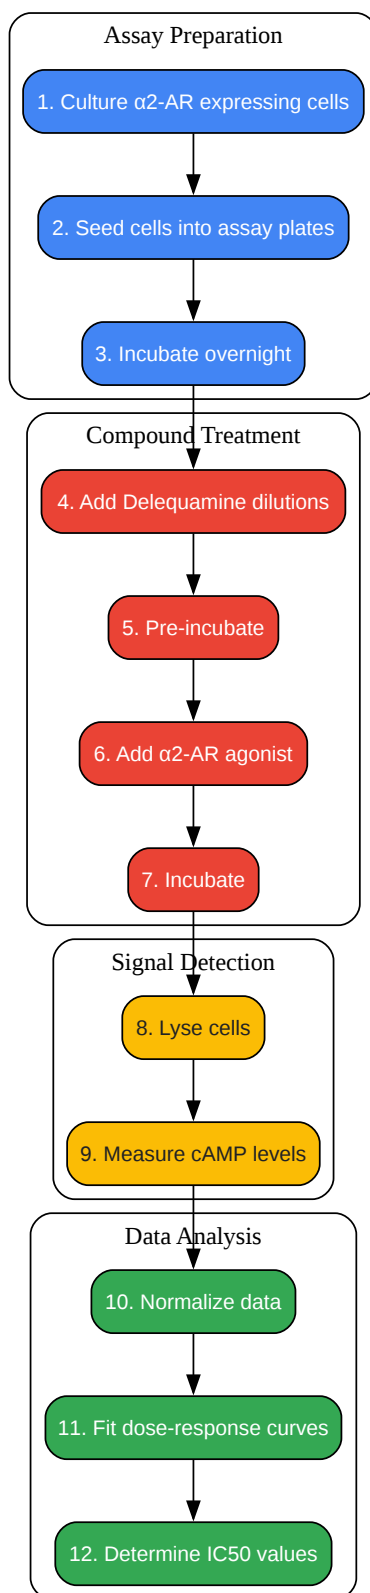 Assay Preparation
1. Culture α2-AR expressing cells
2. Seed cells into assay plates
3. Incubate overnight
Compound Treatment
4. Add Delequamine dilutions
5. Pre-incubate
6. Add α2-AR agonist
7. Incubate
Signal Detection
8. Lyse cells
9. Measure cAMP levels
Data Analysis
10. Normalize data
11. Fit dose-response curves
12. Determine IC50 values